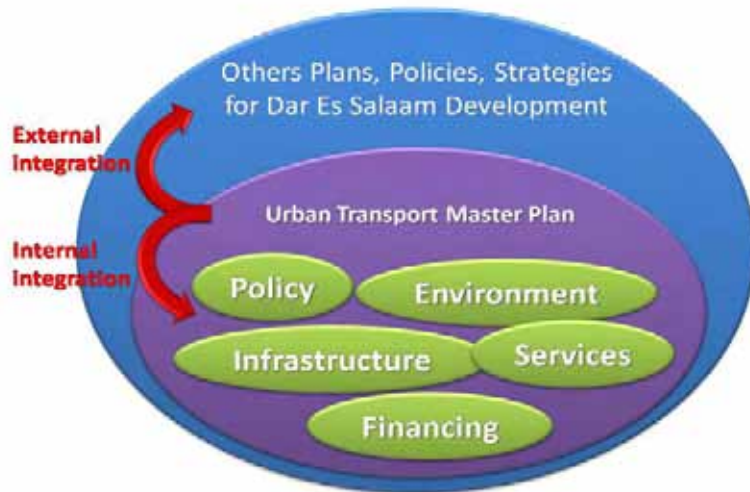 Others Plans, Policies, Strategies
for Dar Es Salaam Development
External
integration
Urban Transport Master Plan
Internal
integration
Policy
Environment
Infrastructure
Services
Financing